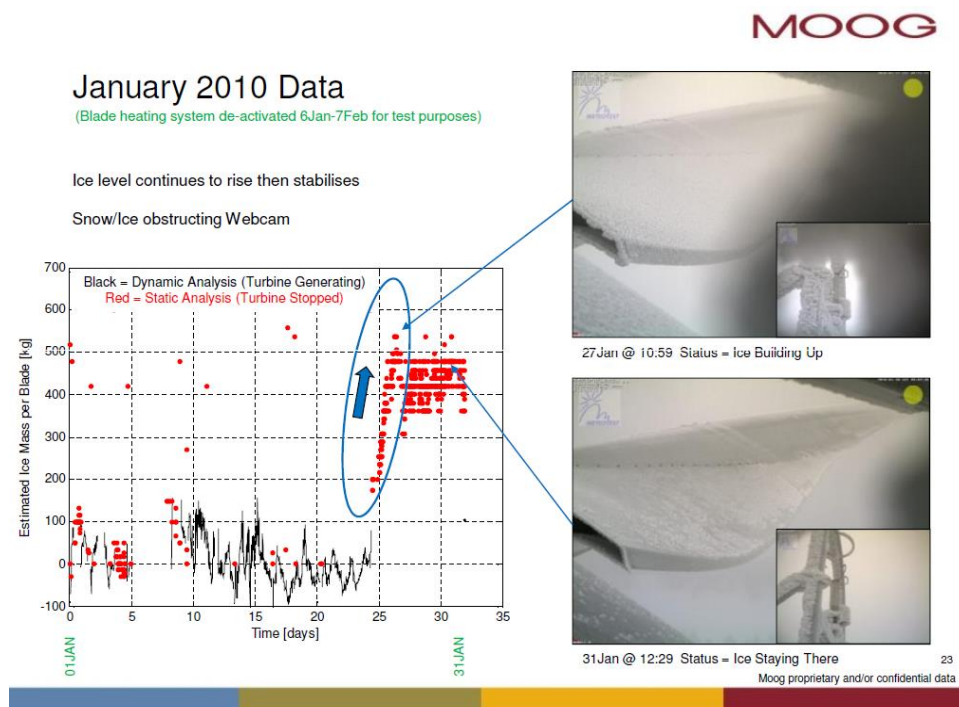 MOOG
January 2010 Data
(Blade heating system de-activated 6Jan-7Feb for test purposes)
Ice level continues to rise then stabilises
Snow/Ice obstructing Webcam
Black = Dynamic Analysis (Turbine Generating)
Red = Static Analysis (Turbine Stopped)
Estimated Ice Mass per Blade [kg]
700
600
500
400
300
200
100
0
-100
0 5 10 15 20 25 30 35
Time [days]
01JAN
31JAN
27Jan @ 10:59 Status = Ice Building Up
31Jan @ 12:29 Status = Ice Staying There
23
Moog proprietary and/or confidential data